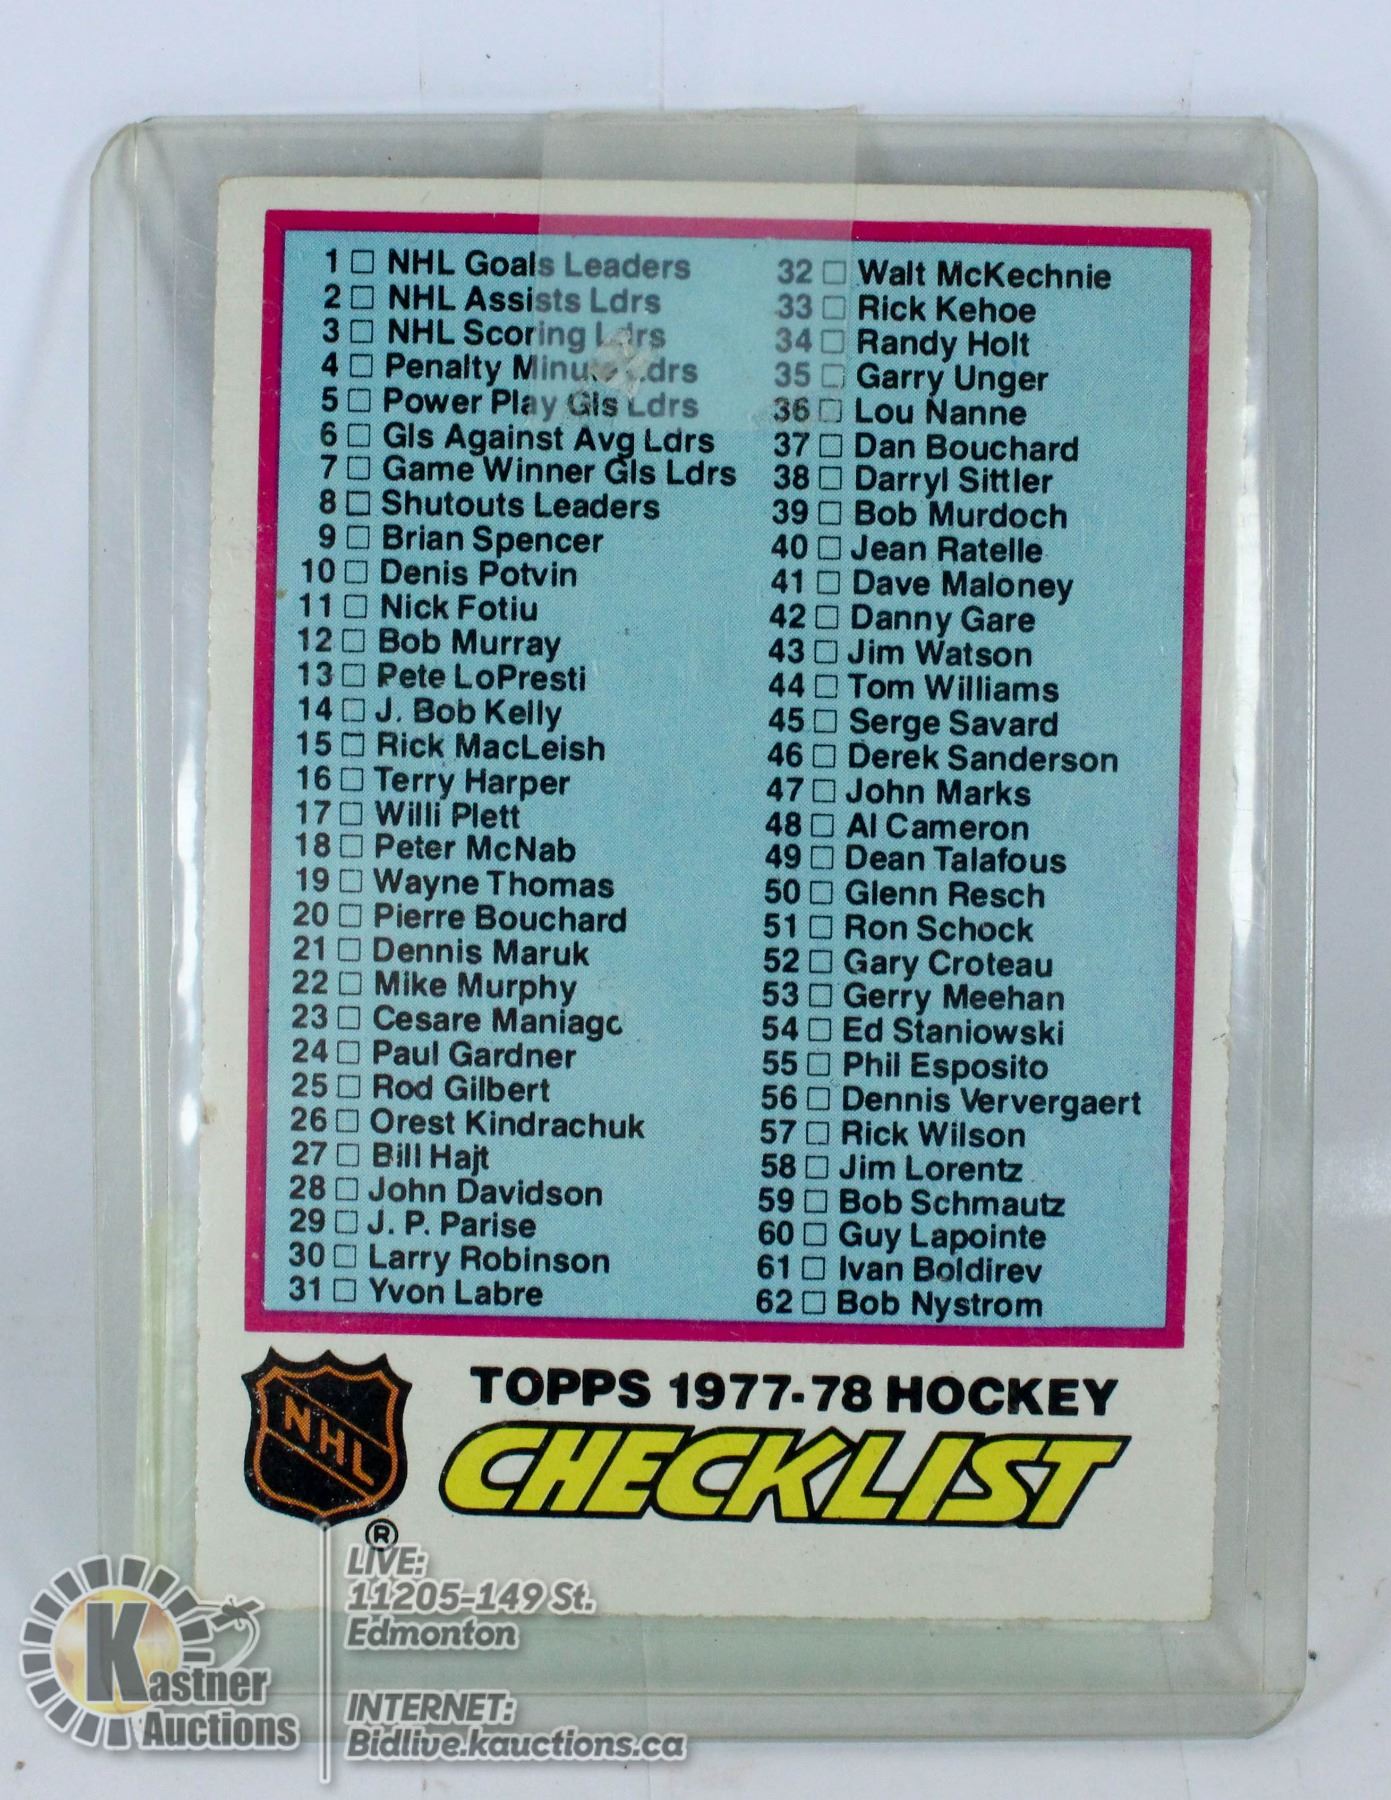 1 □ NHL Goals Leaders
2 □ NHL Assists Ldrs
3 □ NHL Scoring Ldrs
4 □ Penalty Minute Ldrs
5 □ Power Play Gls Ldrs
6 □ Gls Against Avg Ldrs
7 □ Game Winner Gls Ldrs
8 □ Shutouts Leaders
9 □ Brian Spencer
10 □ Denis Potvin
11 □ Nick Fotiu
12 □ Bob Murray
13 □ Pete LoPresti
14 □ J. Bob Kelly
15 □ Rick MacLeish
16 □ Terry Harper
17 □ Willi Plett
18 □ Peter McNab
19 □ Wayne Thomas
20 □ Pierre Bouchard
21 □ Dennis Maruk
22 □ Mike Murphy
23 □ Cesare Maniago
24 □ Paul Gardner
25 □ Rod Gilbert
26 □ Orest Kindrachuk
27 □ Bill Hajt
28 □ John Davidson
29 □ J. P. Parise
30 □ Larry Robinson
31 □ Yvon Labre
32 □ Walt McKechnie
33 □ Rick Kehoe
34 □ Randy Holt
35 □ Garry Unger
36 □ Lou Nanne
37 □ Dan Bouchard
38 □ Darryl Sittler
39 □ Bob Murdoch
40 □ Jean Ratelle
41 □ Dave Maloney
42 □ Danny Gare
43 □ Jim Watson
44 □ Tom Williams
45 □ Serge Savard
46 □ Derek Sanderson
47 □ John Marks
48 □ Al Cameron
49 □ Dean Talafous
50 □ Glenn Resch
51 □ Ron Schock
52 □ Gary Croteau
53 □ Gerry Meehan
54 □ Ed Staniowski
55 □ Phil Esposito
56 □ Dennis Ververgaert
57 □ Rick Wilson
58 □ Jim Lorentz
59 □ Bob Schmautz
60 □ Guy Lapointe
61 □ Ivan Boldirev
62 □ Bob Nystrom
NHL
®
TOPPS 1977-78 HOCKEY
CHECKLIST
Kastner
Auctions
LIVE:
11205-149 St.
Edmonton
INTERNET:
Bidlive.kauctions.ca